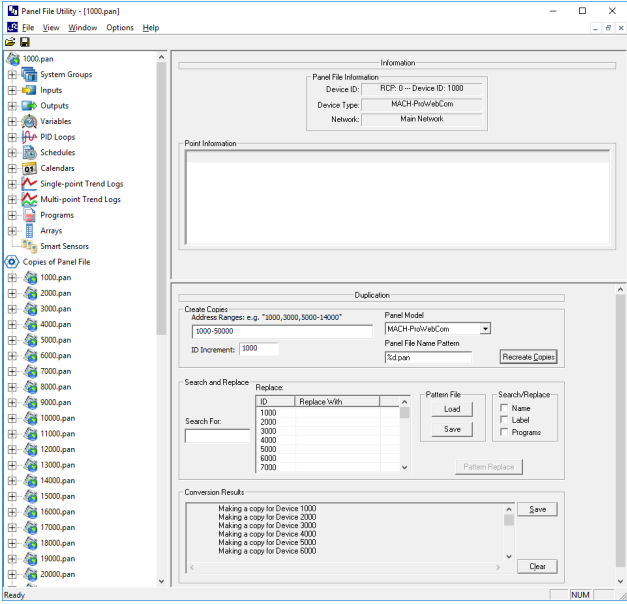 Panel File Utility - [1000.pan]
File View Window Options Help
1000.pan
System Groups
Inputs
Outputs
Variables
PID Loops
Schedules
Calendars
Single-point Trend Logs
Multi-point Trend Logs
Programs
Arrays
Smart Sensors
Copies of Panel File
1000.pan
2000.pan
3000.pan
4000.pan
5000.pan
6000.pan
7000.pan
8000.pan
9000.pan
10000.pan
11000.pan
12000.pan
13000.pan
14000.pan
15000.pan
16000.pan
17000.pan
18000.pan
19000.pan
20000.pan
Information
Panel File Information
Device ID: RCP: 0 -- Device ID: 1000
Device Type: MACH-ProWebCom
Network: Main Network
Point Information
Duplication
Create Copies
Address Ranges: e.g. "1000,3000,5000-14000"
1000-50000
ID Increment: 1000
Panel Model
MACH-ProWebCom
Panel File Name Pattern
%d.pan
Recreate Copies
Search and Replace
Search For:
Replace:
ID Replace With
1000
2000
3000
4000
5000
6000
7000
Pattern File
Load
Save
Search/Replace
Name
Label
Programs
Pattern Replace
Conversion Results
Making a copy for Device 1000
Making a copy for Device 2000
Making a copy for Device 3000
Making a copy for Device 4000
Making a copy for Device 5000
Making a copy for Device 6000
Save
Clear
Ready
NUM